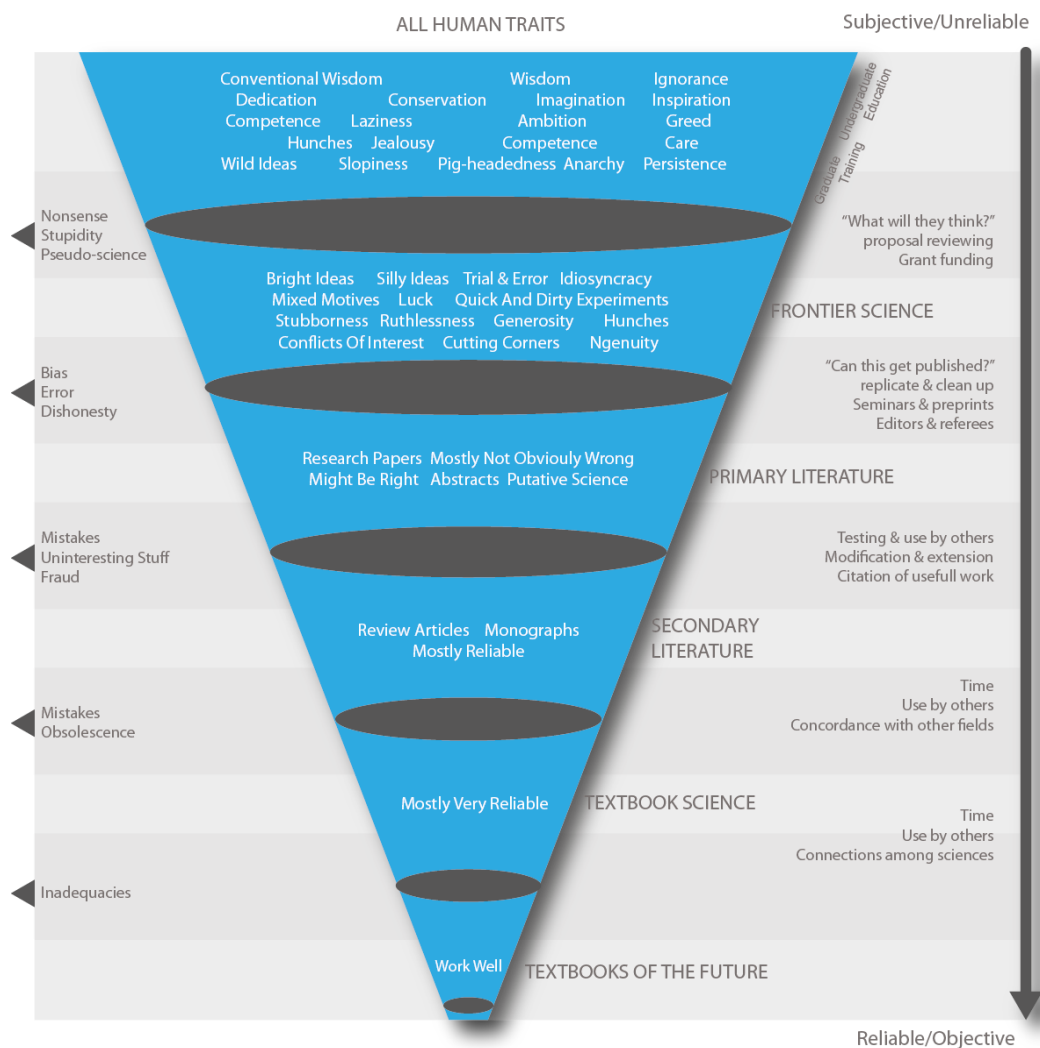 ALL HUMAN TRAITS
Subjective/Unreliable
Conventional Wisdom Wisdom Ignorance
Dedication Conservation Imagination Inspiration
Competence Laziness Ambition Greed
Hunches Jealousy Competence Care
Wild Ideas Slopiness Pig-headedness Anarchy Persistence
Undergraduate
Education
Graduate
Training
Nonsense
Stupidity
Pseudo-science
“What will they think?”
proposal reviewing
Grant funding
Bright Ideas Silly Ideas Trial & Error Idiosyncracy
Mixed Motives Luck Quick And Dirty Experiments
Stubborness Ruthlessness Generosity Hunches
Conflicts Of Interest Cutting Corners Ngenuity
FRONTIER SCIENCE
Bias
Error
Dishonesty
“Can this get published?”
replicate & clean up
Seminars & preprints
Editors & referees
Research Papers Mostly Not Obviouly Wrong
Might Be Right Abstracts Putative Science
PRIMARY LITERATURE
Mistakes
Uninteresting Stuff
Fraud
Testing & use by others
Modification & extension
Citation of usefull work
Review Articles Monographs
Mostly Reliable
SECONDARY
LITERATURE
Mistakes
Obsolescence
Time
Use by others
Concordance with other fields
Mostly Very Reliable
TEXTBOOK SCIENCE
Time
Use by others
Connections among sciences
Inadequacies
Work Well
TEXTBOOKS OF THE FUTURE
Reliable/Objective